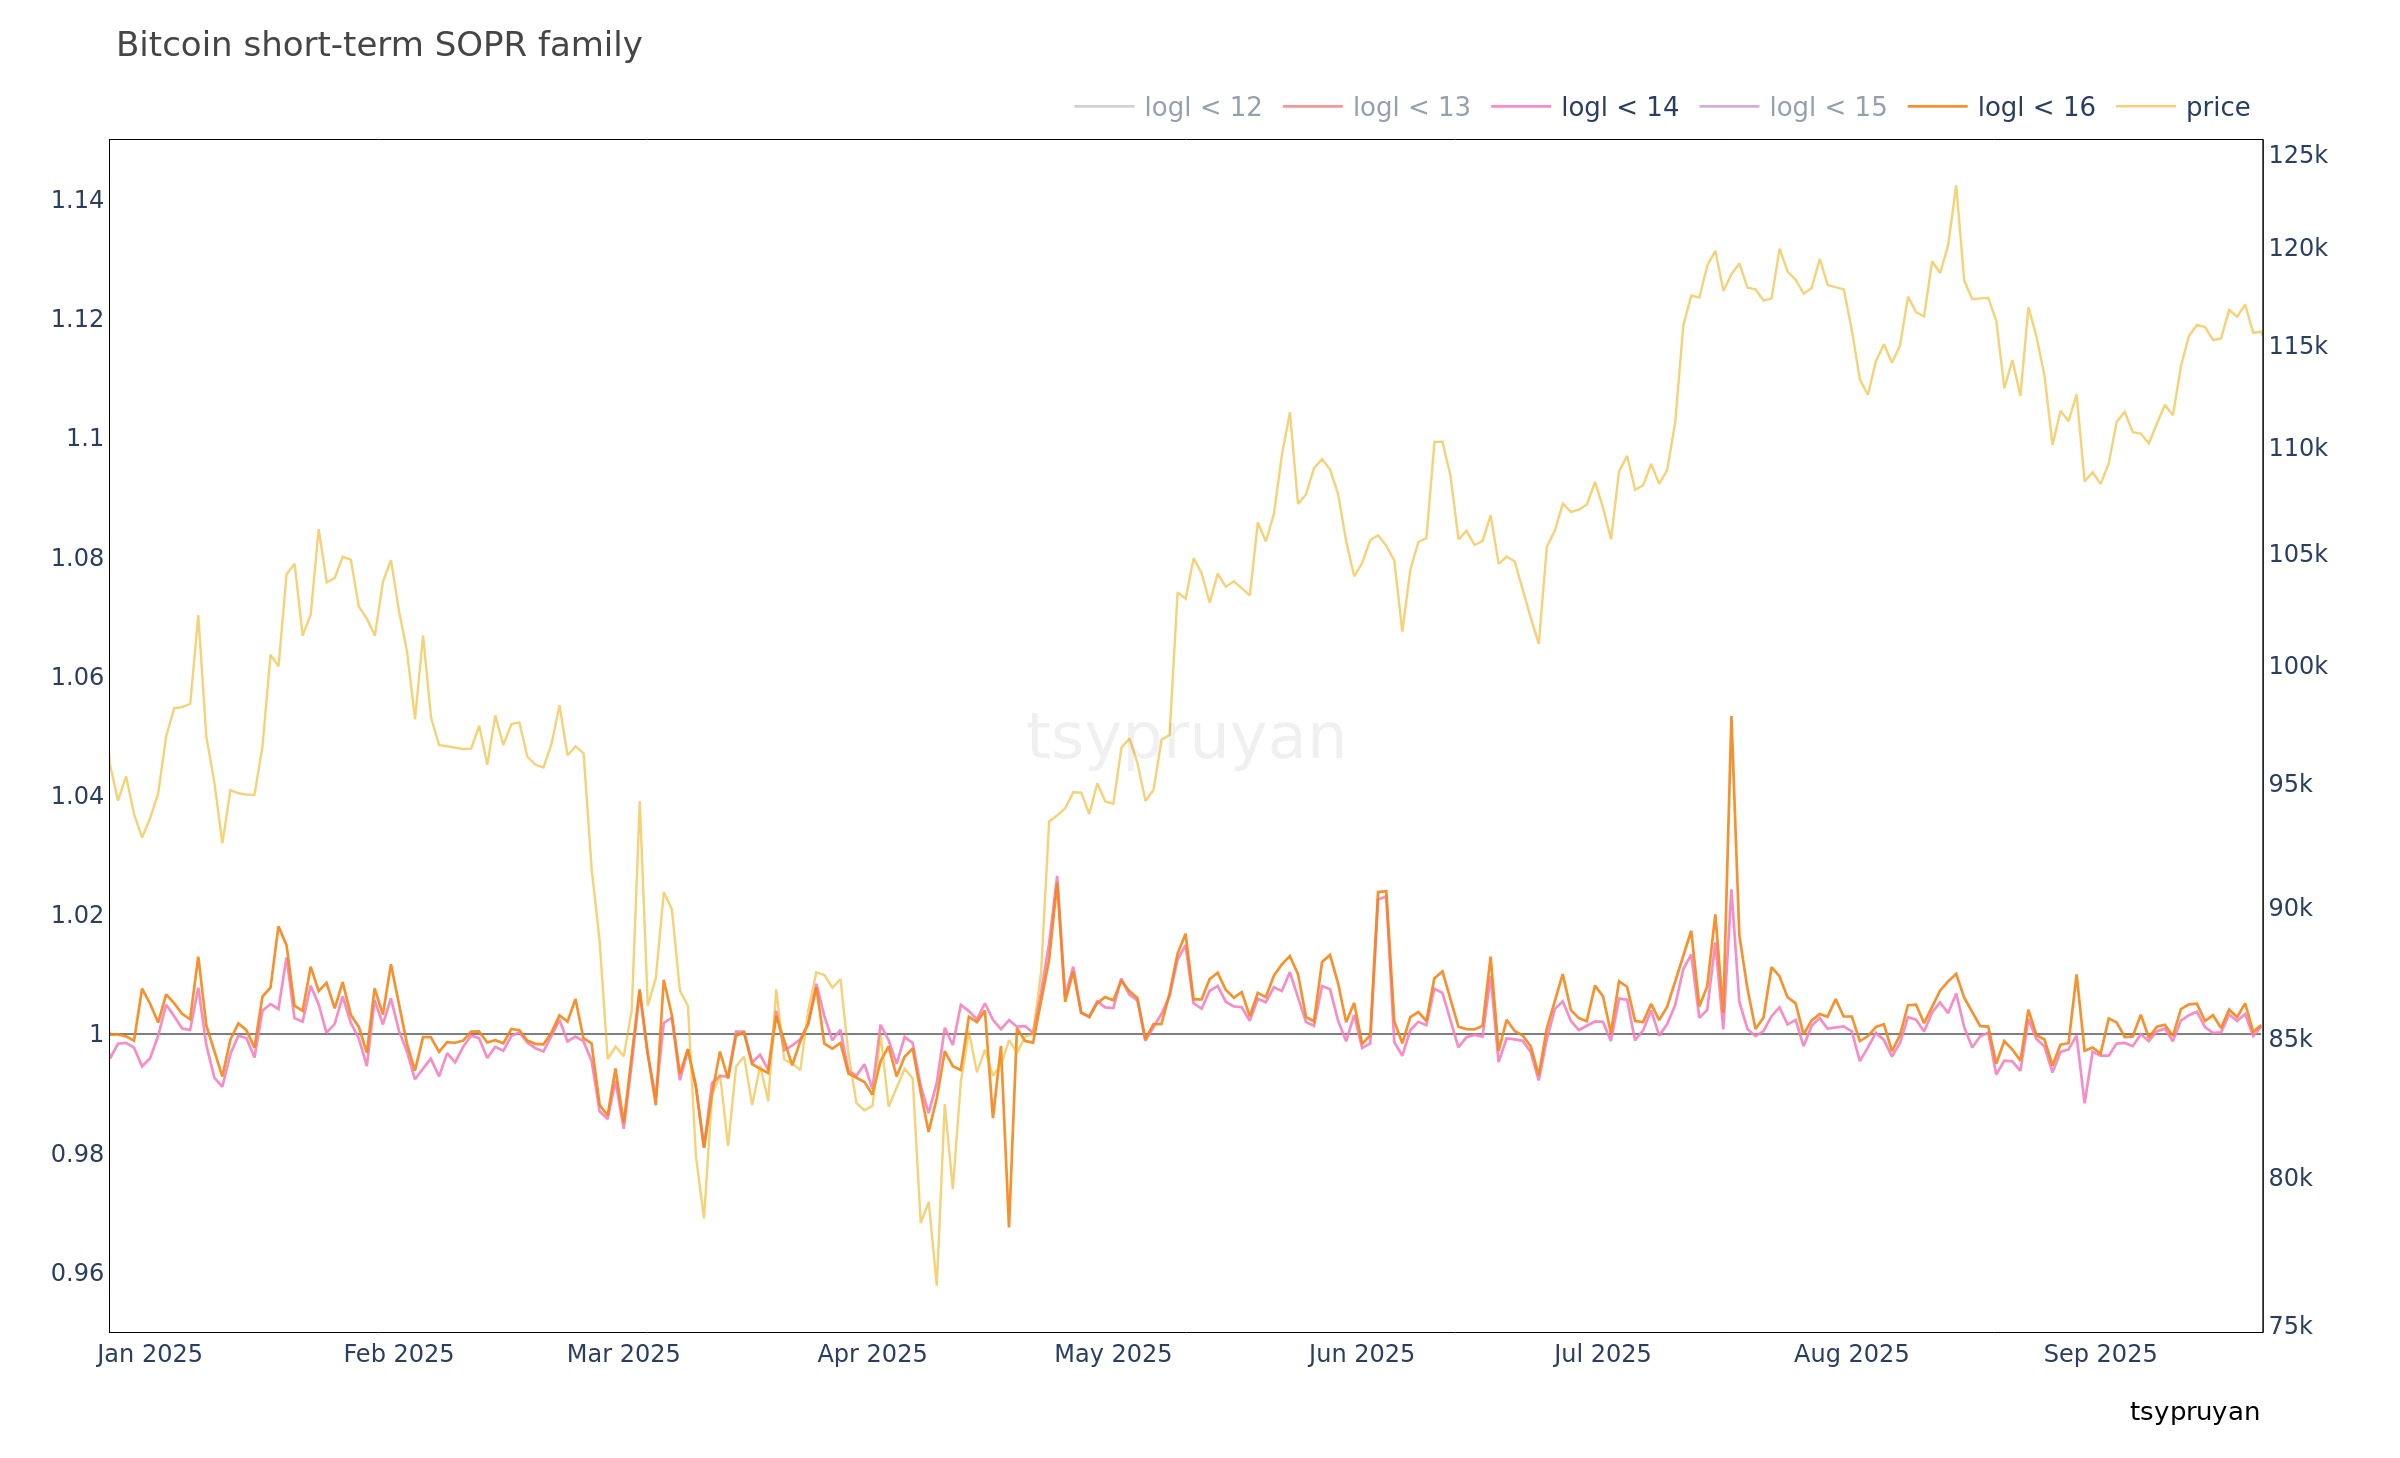 Bitcoin short-term SOPR family
logl < 12 logl < 13 logl < 14 logl < 15 logl < 16 price
1.14
1.12
1.1
1.08
1.06
1.04
1.02
1
0.98
0.96
125k
120k
115k
110k
105k
100k
95k
90k
85k
80k
75k
tsypruyan
Jan 2025 Feb 2025 Mar 2025 Apr 2025 May 2025 Jun 2025 Jul 2025 Aug 2025 Sep 2025
tsypruyan